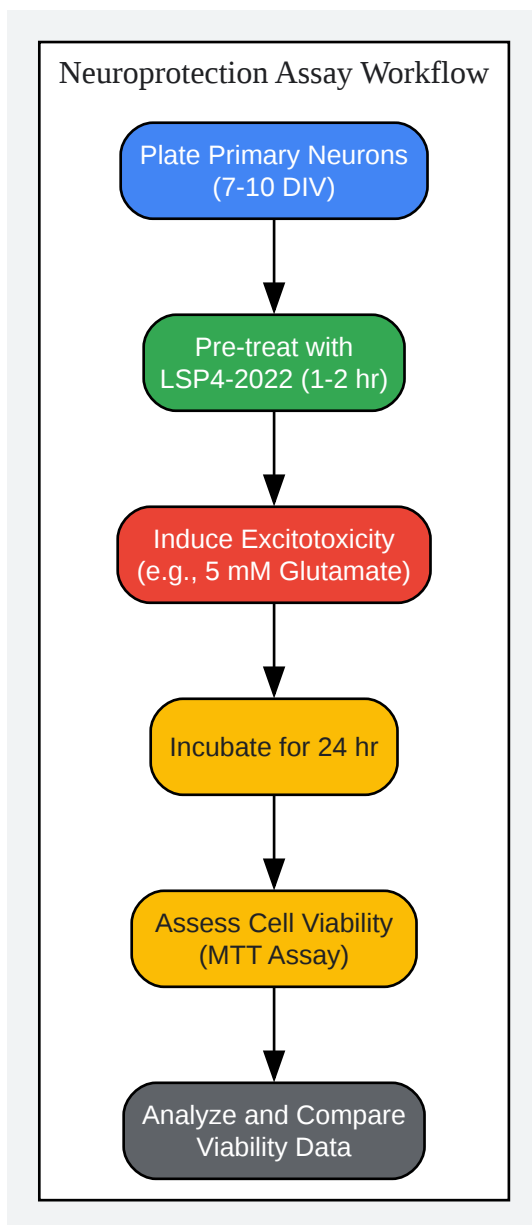 Neuroprotection Assay Workflow
Plate Primary Neurons
(7-10 DIV)
Pre-treat with
LSP4-2022 (1-2 hr)
Induce Excitotoxicity
(e.g., 5 mM Glutamate)
Incubate for 24 hr
Assess Cell Viability
(MTT Assay)
Analyze and Compare
Viability Data